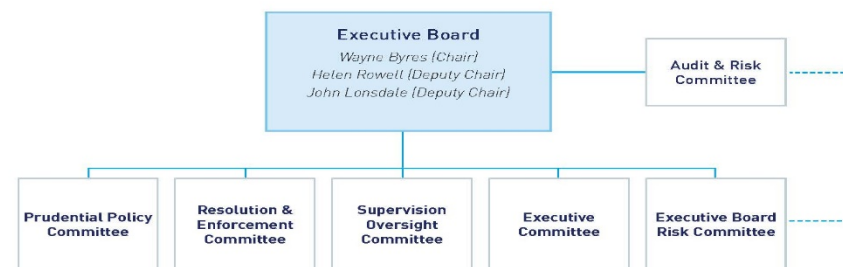 Executive Board
Wayne Byres (Chair)
Helen Rowell (Deputy Chair)
John Lonsdale (Deputy Chair)
Audit & Risk
Committee
Prudential Policy
Committee
Resolution &
Enforcement
Committee
Supervision
Oversight
Committee
Executive
Committee
Executive Board
Risk Committee